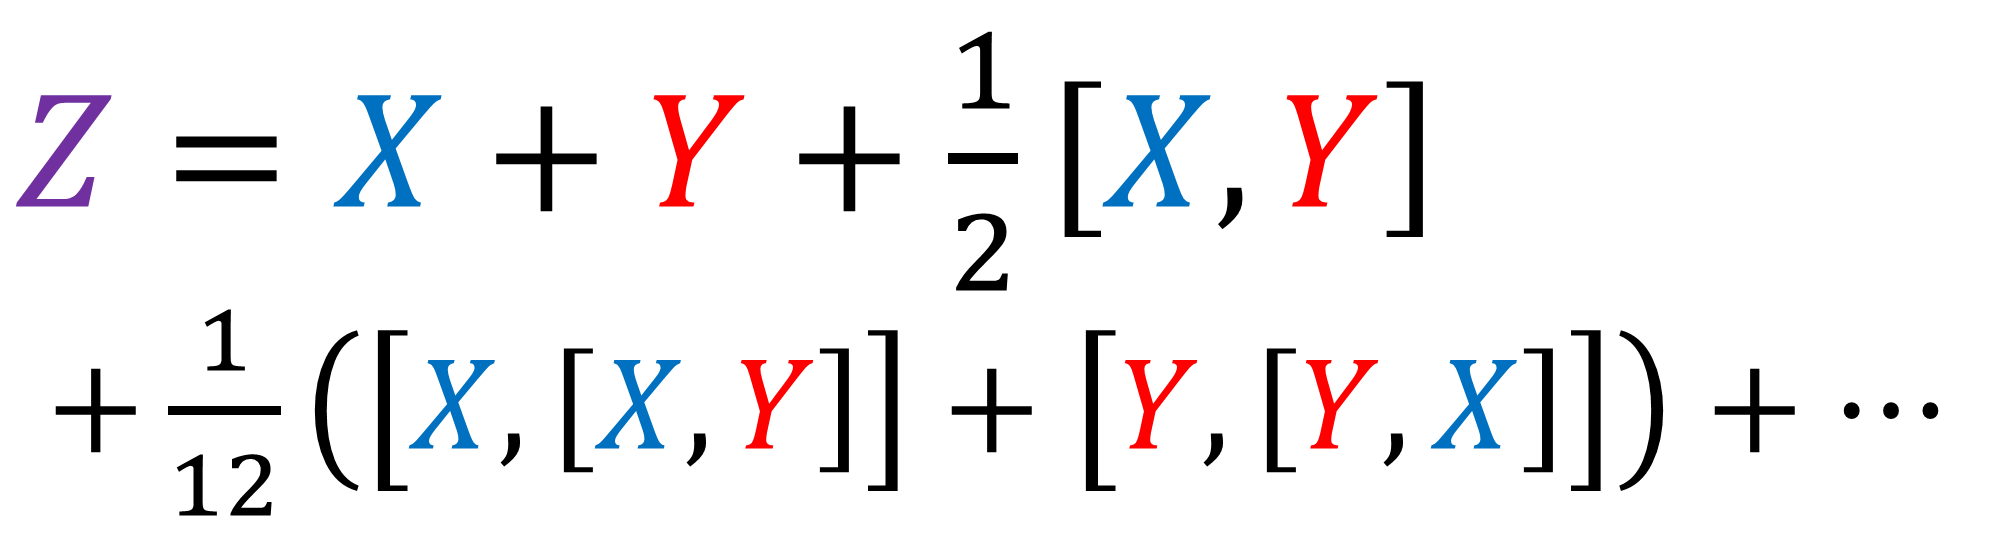 Z = X + Y + 1/2 [X, Y]
+ 1/12 ([X, [X, Y]] + [Y, [Y, X]]) + ⋯